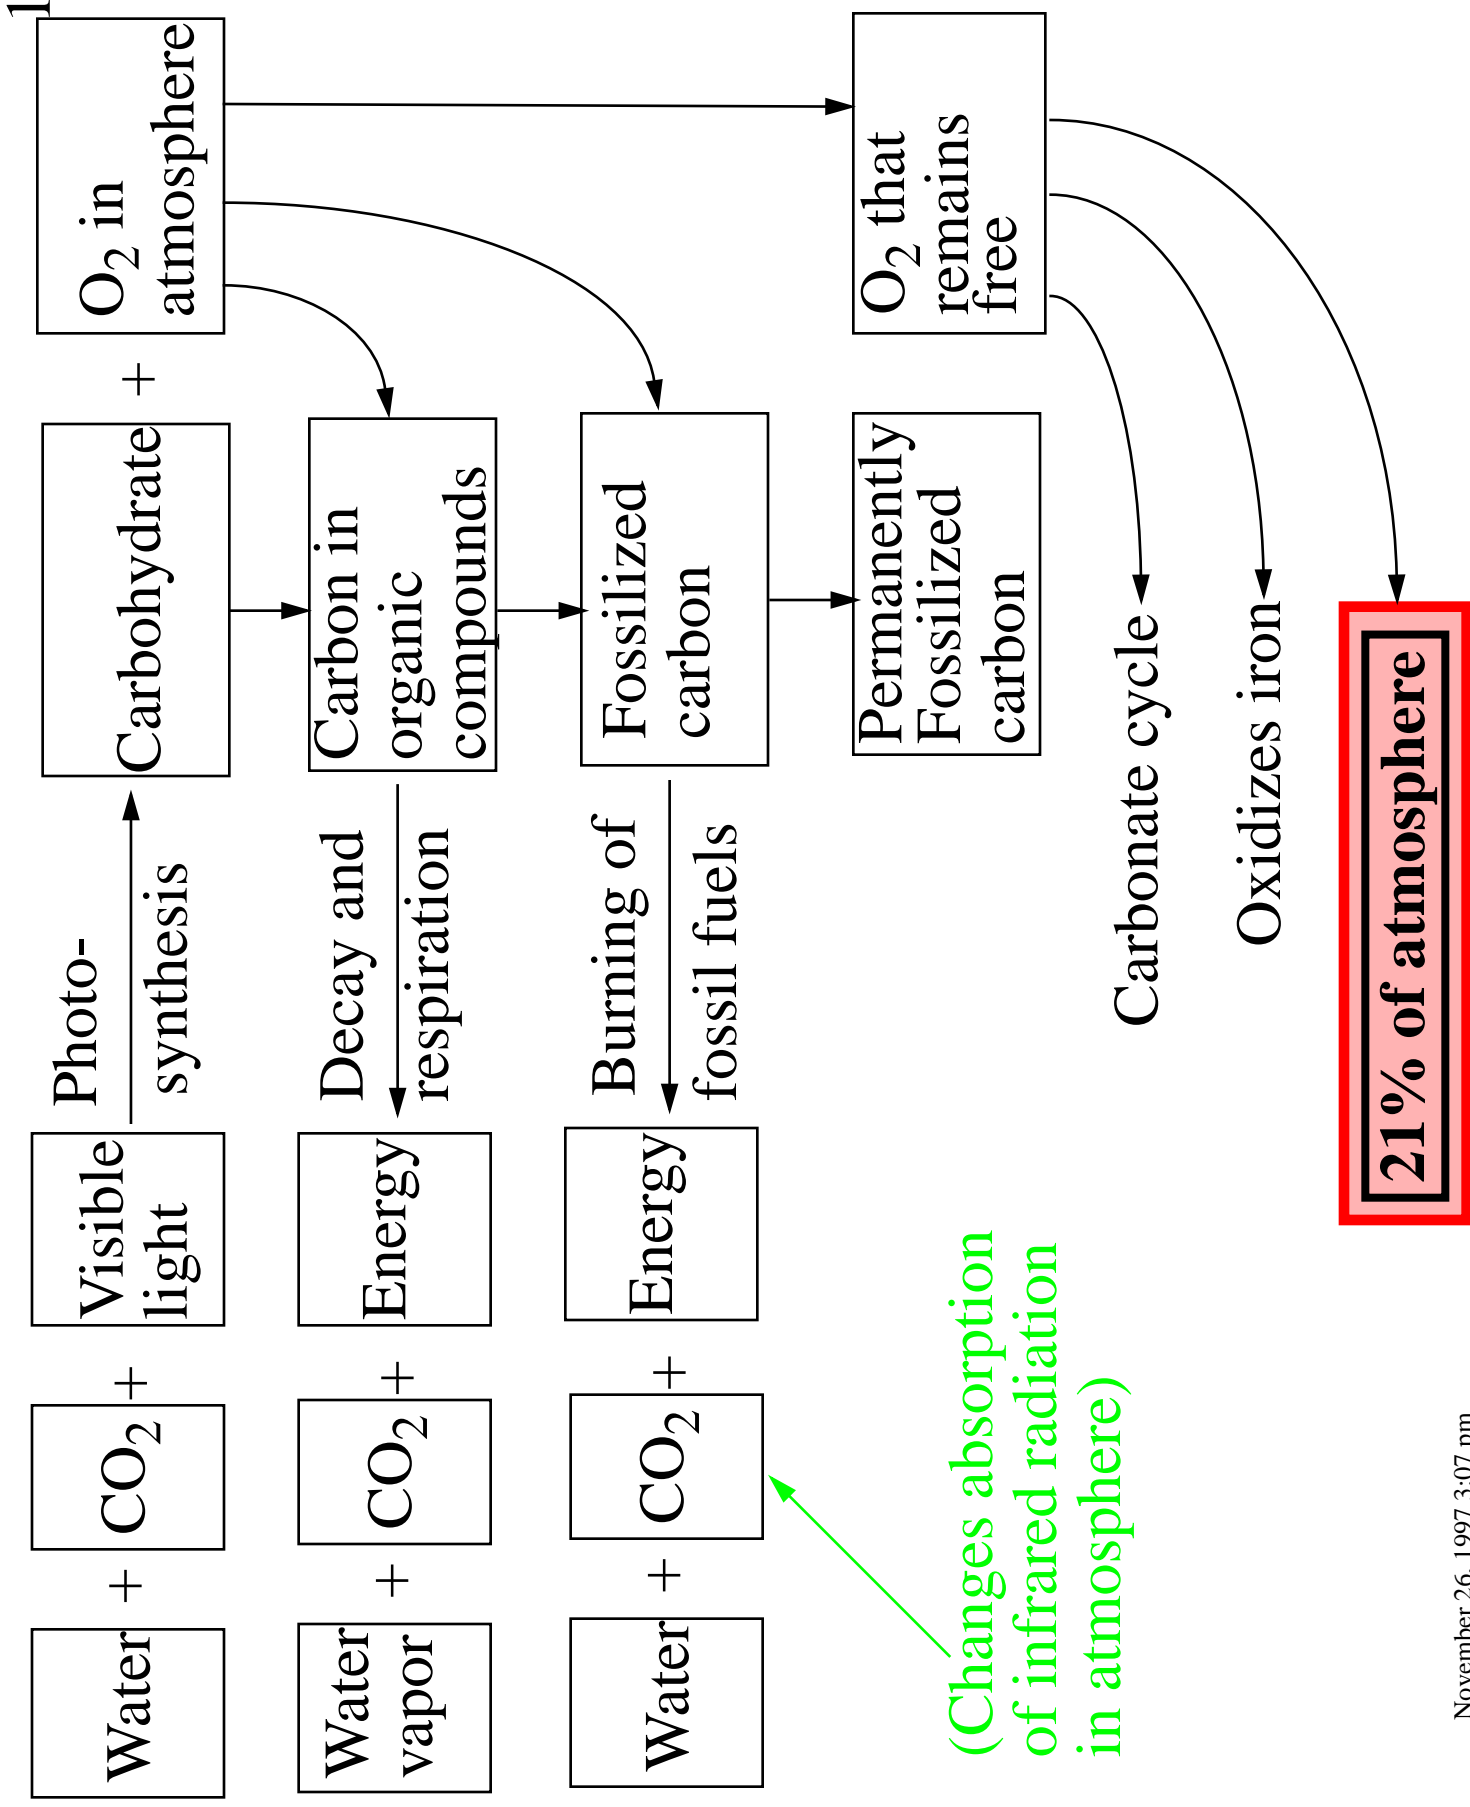 1
Water
+
CO2
+
Visible
light
Photo-
synthesis
Carbohydrate
+
O2 in
atmosphere
Water
vapor
+
CO2
+
Energy
Decay and
respiration
Carbon in
organic
compounds
Water
+
CO2
+
Energy
Burning of
fossil fuels
Fossilized
carbon
Permanently
Fossilized
carbon
O2 that
remains
free
(Changes absorption
of infrared radiation
in atmosphere)
Carbonate cycle
Oxidizes iron
21% of atmosphere
November 26, 1997 3:07 pm